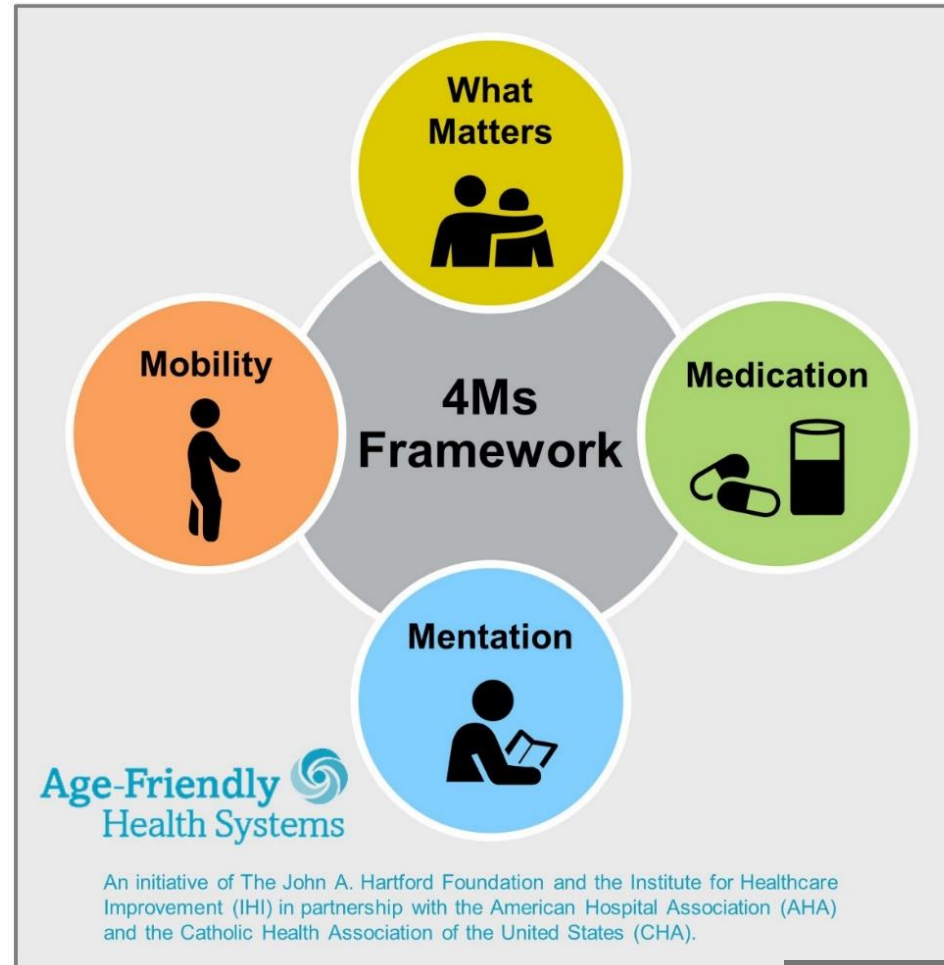 What
Matters
Mobility
4Ms
Framework
Medication
Mentation
Age-Friendly
Health Systems
An initiative of The John A. Hartford Foundation and the Institute for Healthcare
Improvement (IHI) in partnership with the American Hospital Association (AHA)
and the Catholic Health Association of the United States (CHA).